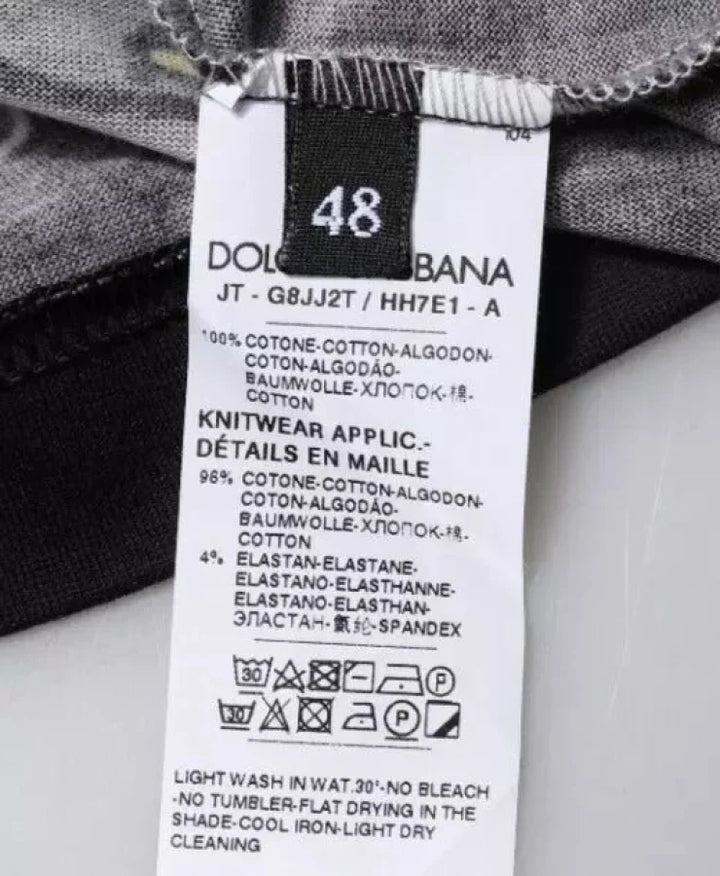 104
48
DOL BANA
JT - G8JJ2T / HH7E1 - A
100% COTONE-COTTON-ALGODON-
COTON-ALGODÃO-
BAUMWOLLE-ХЛОПОК-棉-
COTTON
KNITWEAR APPLIC.-
DÉTAILS EN MAILLE
96% COTONE-COTTON-ALGODON-
COTON-ALGODÃO-
BAUMWOLLE-ХЛОПОК-棉-
COTTON
4% ELASTAN-ELASTANE-
ELASTANO-ELASTHANNE-
ELASTANO-ELASTHAN-
ЭЛАСТАН-氨纶-SPANDEX
30 P
30 P
LIGHT WASH IN WAT.30°-NO BLEACH
-NO TUMBLER-FLAT DRYING IN THE
SHADE-COOL IRON-LIGHT DRY
CLEANING